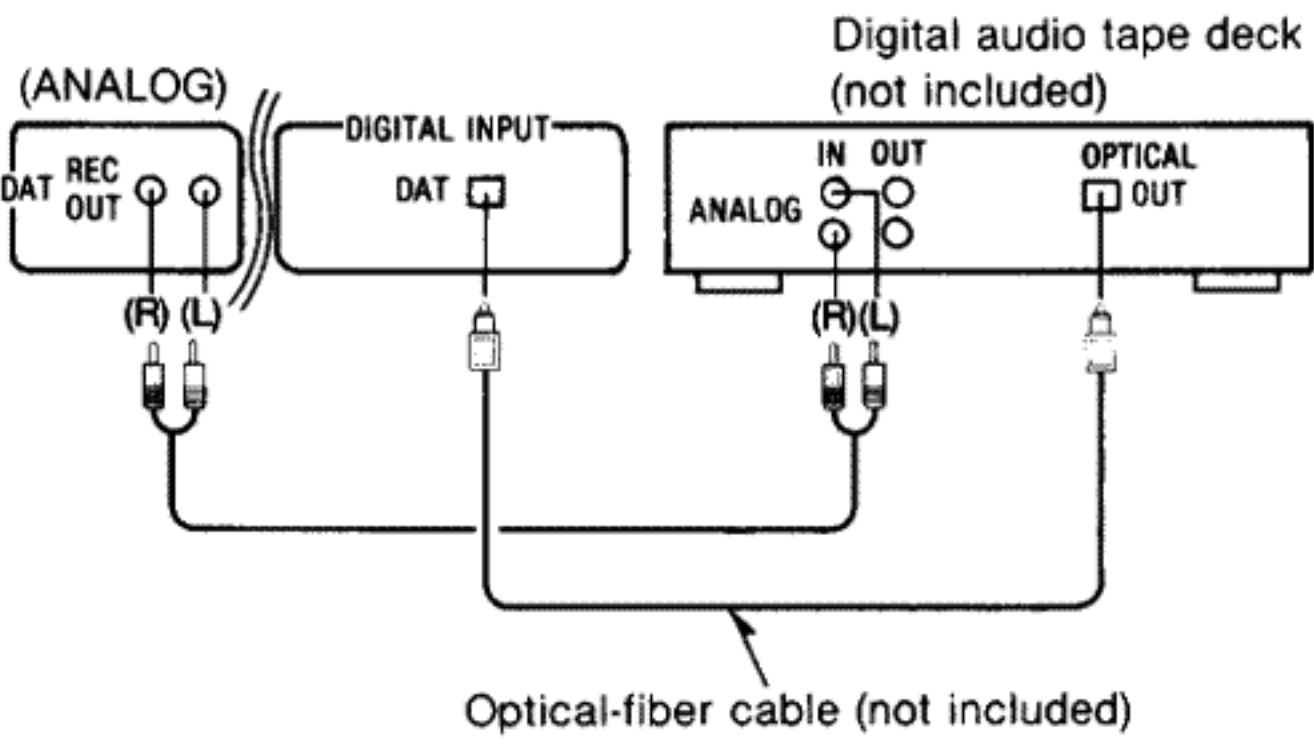 Digital audio tape deck
(not included)
(ANALOG)
DAT REC OUT
DIGITAL INPUT
DAT
IN OUT
ANALOG
OPTICAL
OUT
(R) (L)
(R) (L)
Optical-fiber cable (not included)